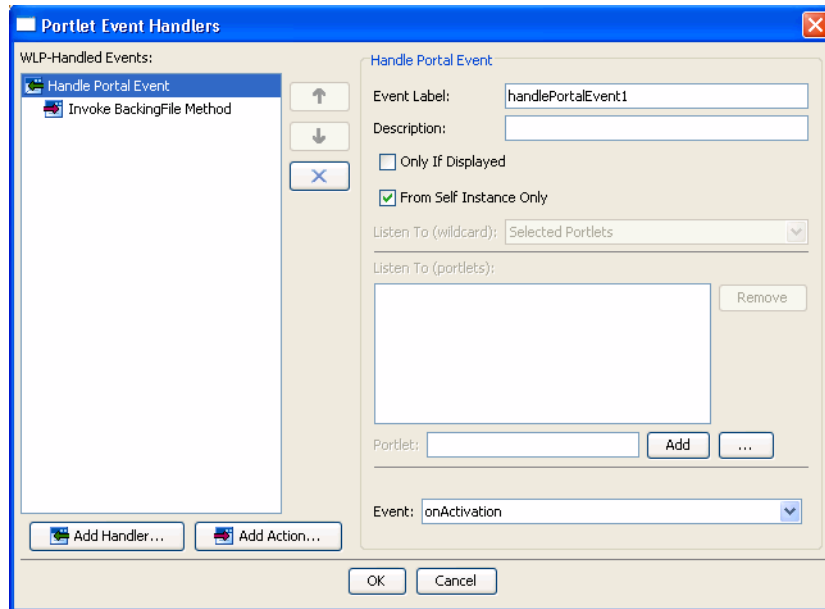 Portlet Event Handlers
WLP-Handled Events:
Handle Portal Event
Invoke BackingFile Method
Add Handler...
Add Action...
Handle Portal Event
Event Label: handlePortalEvent1
Description:
Only If Displayed
From Self Instance Only
Listen To (wildcard): Selected Portlets
Listen To (portlets):
Remove
Portlet: Add ...
Event: onActivation
OK Cancel